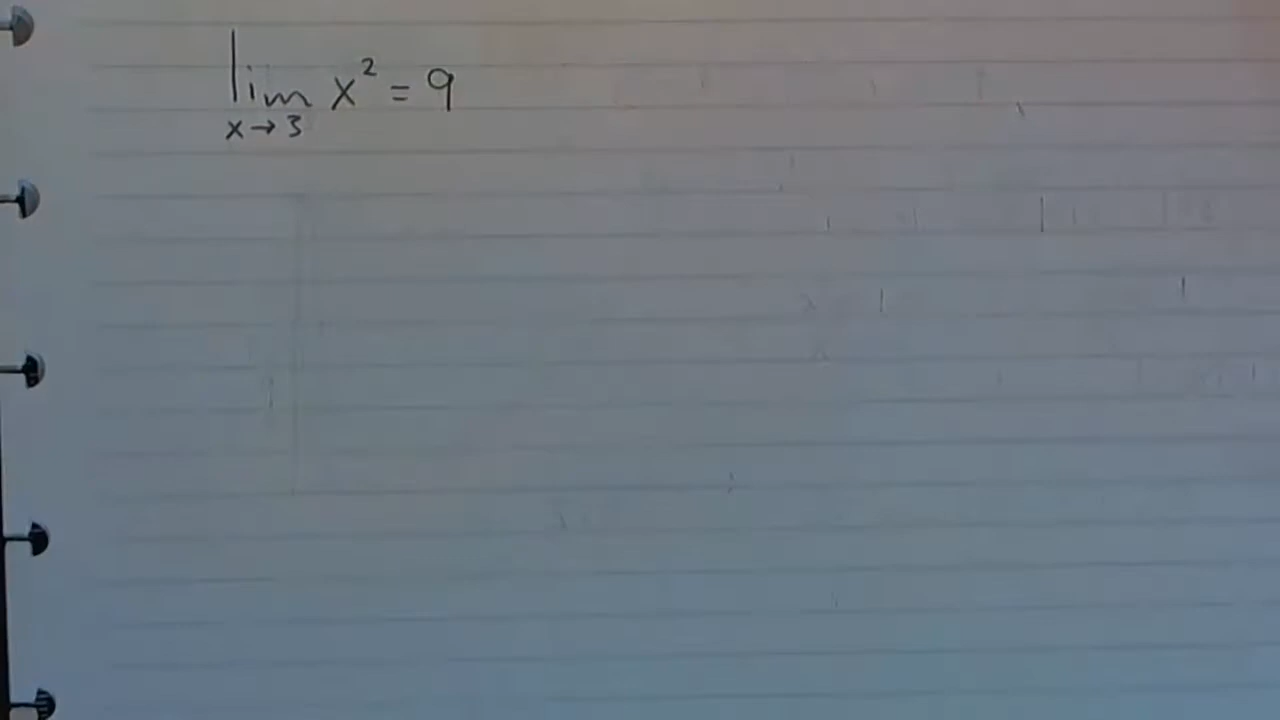 lim x² = 9
x→3